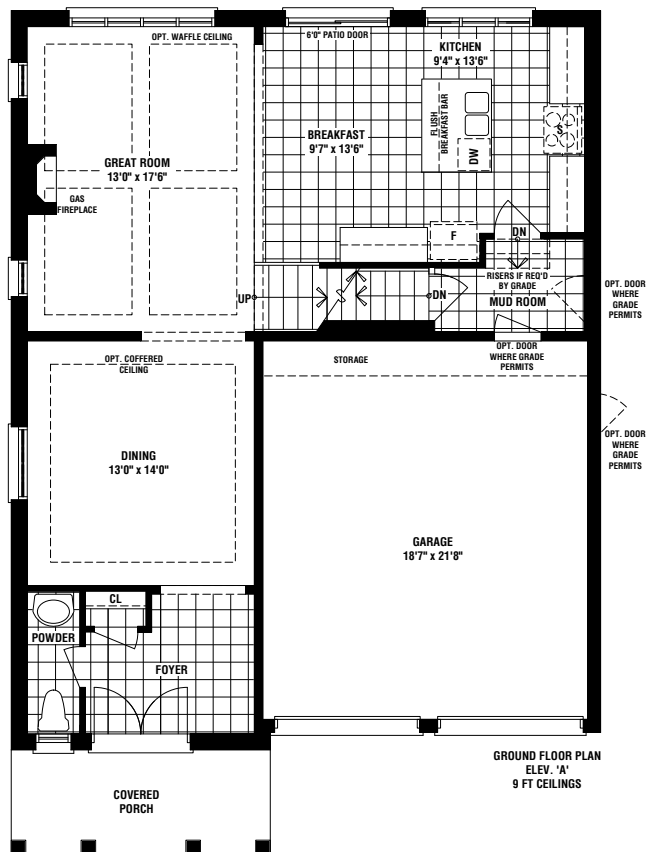 OPT. WAFFLE CEILING
6'0" PATIO DOOR
KITCHEN
9'4" x 13'6"
FLUSH
BREAKFAST BAR
DW
S
BREAKFAST
9'7" x 13'6"
GREAT ROOM
13'0" x 17'6"
GAS
FIREPLACE
F
DN
RISERS IF REQ'D
BY GRADE
MUD ROOM
UP
DN
OPT. DOOR
WHERE
GRADE
PERMITS
OPT. DOOR
WHERE GRADE
PERMITS
OPT. COFFERED
CEILING
STORAGE
OPT. DOOR
WHERE
GRADE
PERMITS
DINING
13'0" x 14'0"
GARAGE
18'7" x 21'8"
CL
POWDER
FOYER
GROUND FLOOR PLAN
ELEV. 'A'
9 FT CEILINGS
COVERED
PORCH